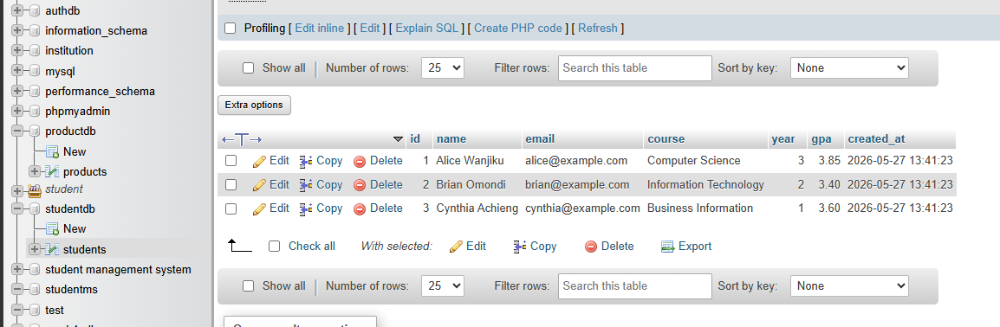 authdb
information_schema
institution
mysql
performance_schema
phpmyadmin
productdb
New
products
student
studentdb
New
students
student management system
studentms
test
Profiling [ Edit inline ] [ Edit ] [ Explain SQL ] [ Create PHP code ] [ Refresh ]
Show all Number of rows: 25 Filter rows: Search this table Sort by key: None
Extra options
id name email course year gpa created_at
Edit Copy Delete 1 Alice Wanjiku alice@example.com Computer Science 3 3.85 2026-05-27 13:41:23
Edit Copy Delete 2 Brian Omondi brian@example.com Information Technology 2 3.40 2026-05-27 13:41:23
Edit Copy Delete 3 Cynthia Achieng cynthia@example.com Business Information 1 3.60 2026-05-27 13:41:23
Check all With selected: Edit Copy Delete Export
Show all Number of rows: 25 Filter rows: Search this table Sort by key: None